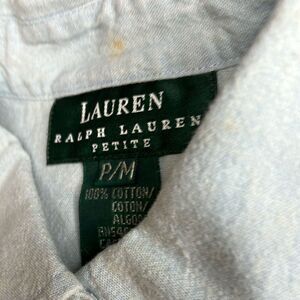 LAUREN
RALPH LAUREN
PETITE
P/M
100% COTTON/
COTON/